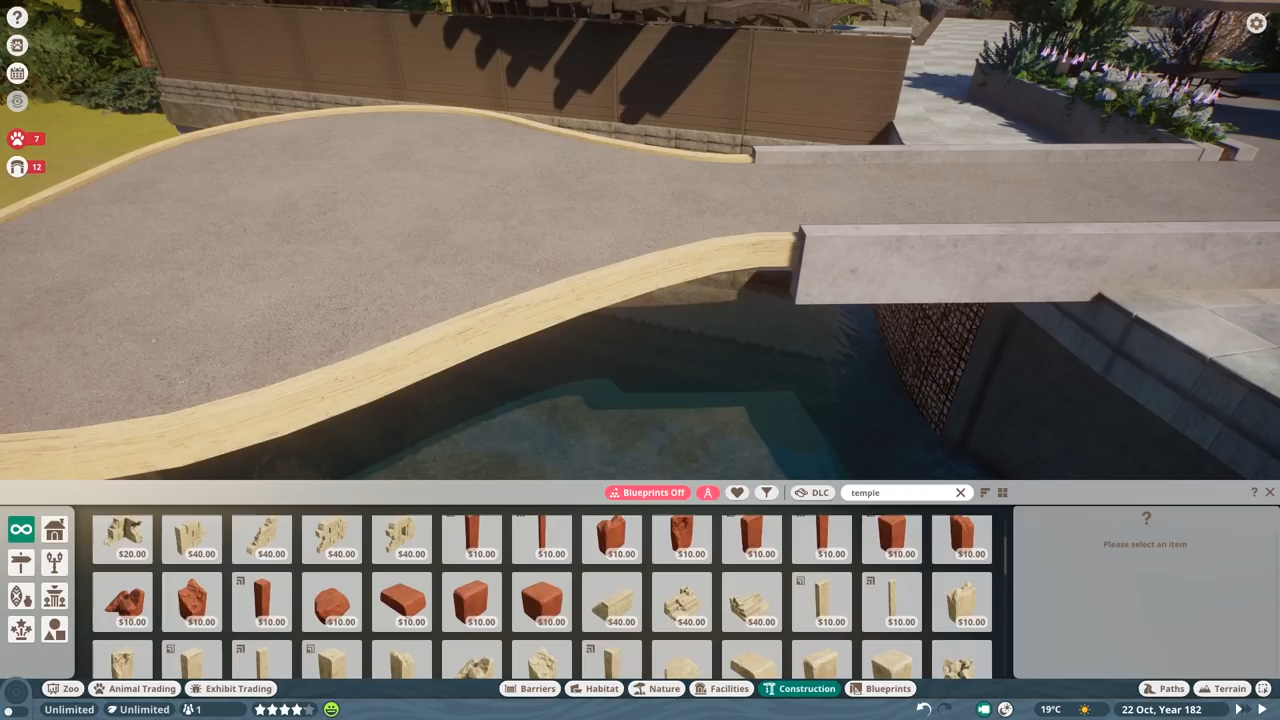 ?
7
12
Blueprints Off
DLC
temple
?
$20.00 $40.00 $40.00 $40.00 $40.00 $10.00 $10.00 $10.00 $10.00 $10.00 $10.00 $10.00 $10.00
$10.00 $10.00 $10.00 $10.00 $10.00 $10.00 $10.00 $40.00 $40.00 $40.00 $10.00 $10.00 $10.00
?
Please select an item
Zoo Animal Trading Exhibit Trading Barriers Habitat Nature Facilities Construction Blueprints Paths Terrain
Unlimited Unlimited 1 19°C 22 Oct, Year 182